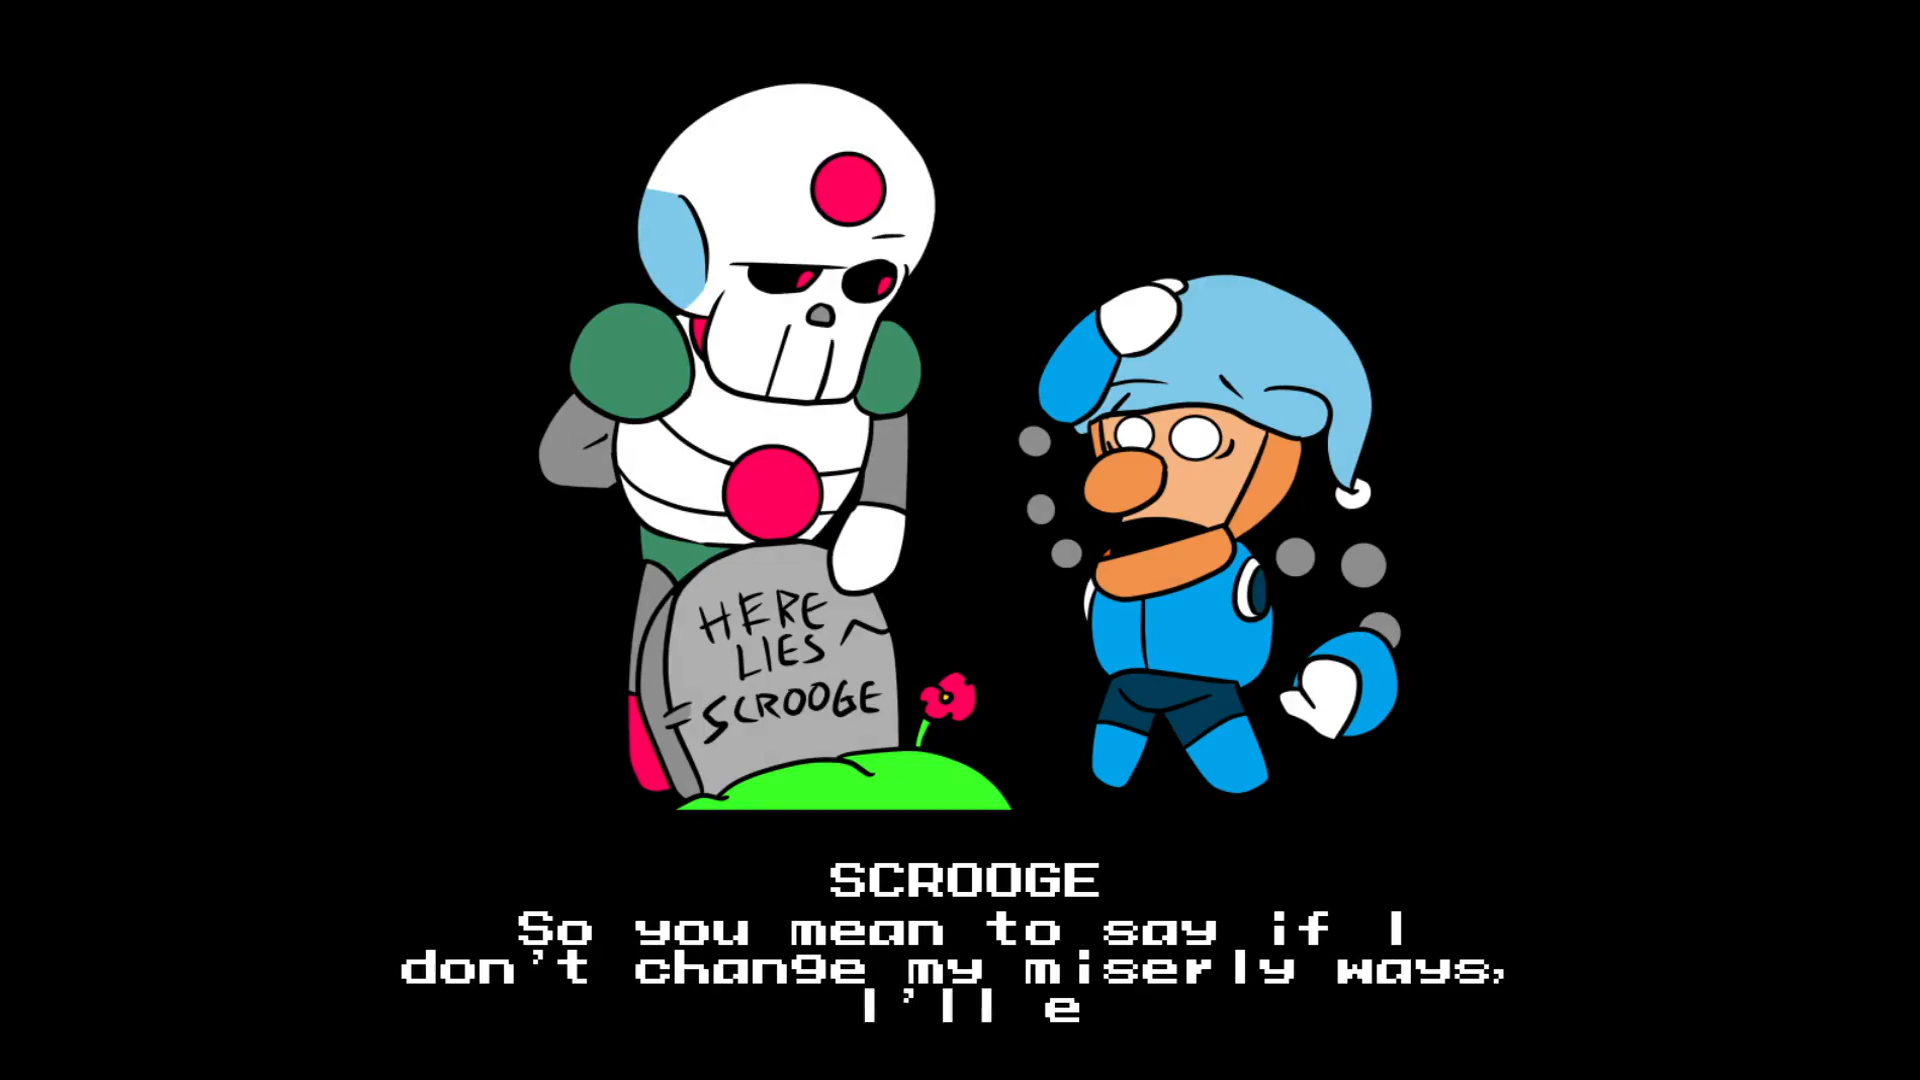 HERE
LIES
SCROOGE
SCROOGE
So you mean to say if I
don't change my miserly ways,
I'll e